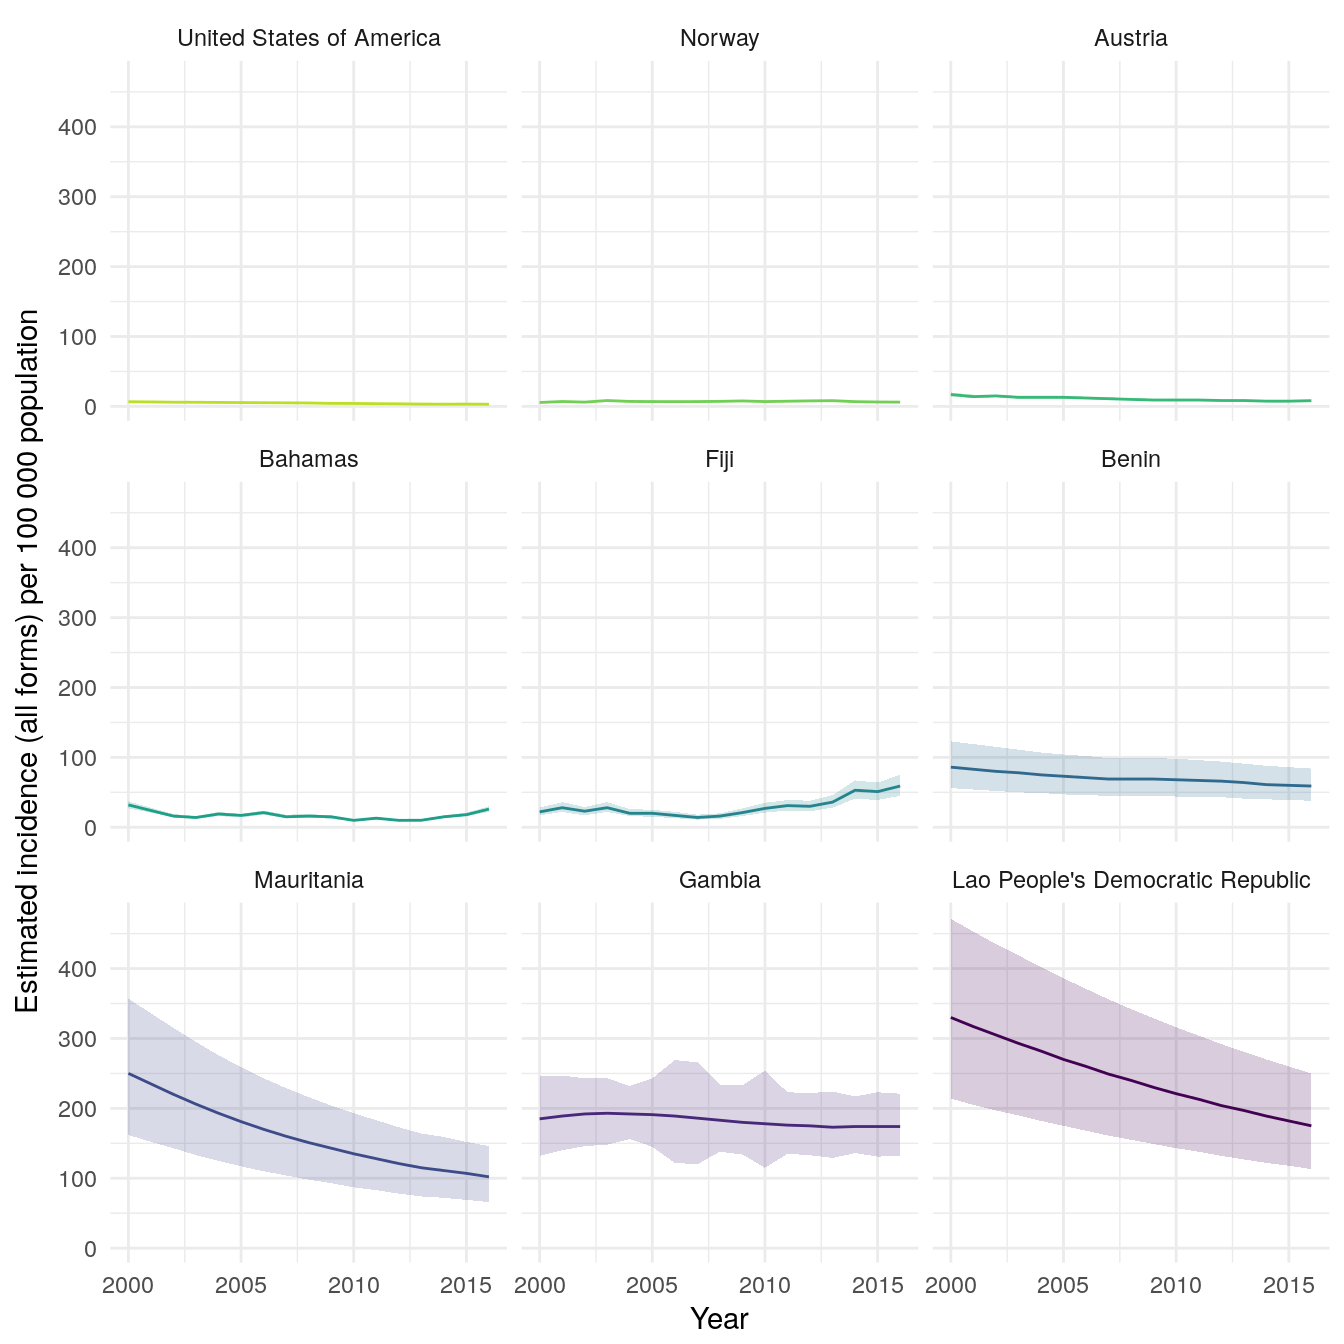 United States of America
Norway
Austria
400
300
200
100
0
Bahamas
Fiji
Benin
400
300
200
100
0
Mauritania
Gambia
Lao People's Democratic Republic
400
300
200
100
0
2000 2005 2010 2015
2000 2005 2010 2015
2000 2005 2010 2015
Year
Estimated incidence (all forms) per 100 000 population